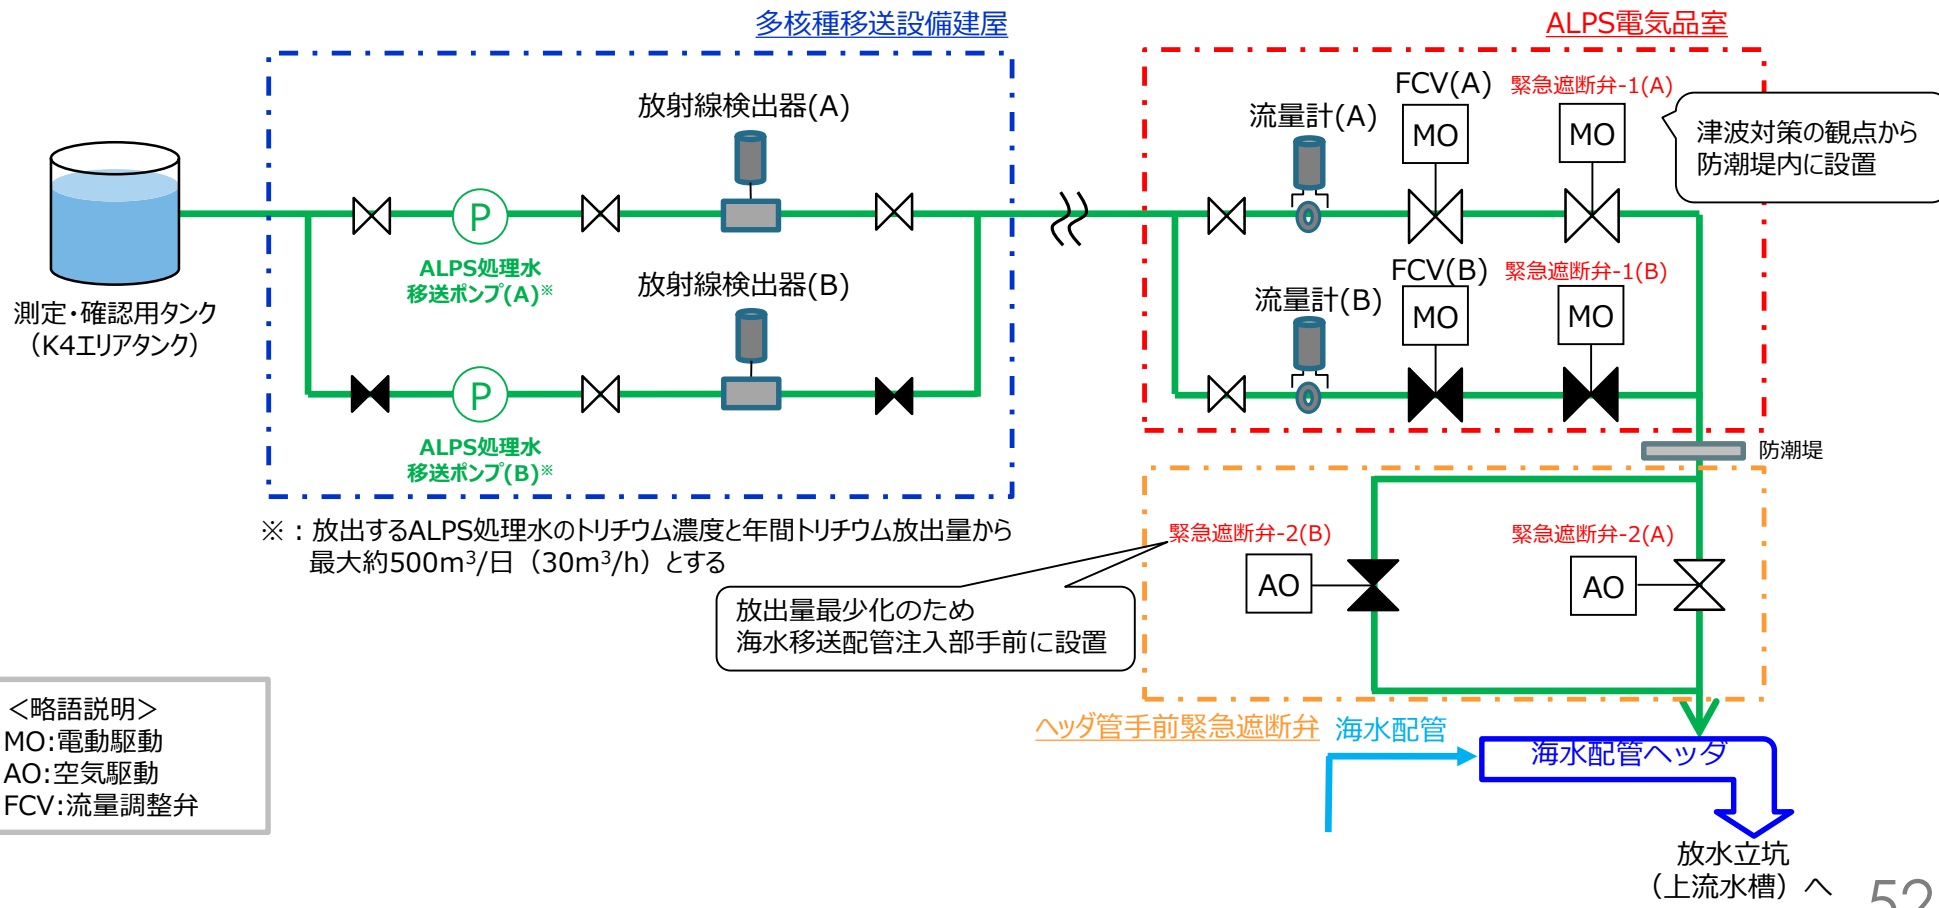 多核種移送設備建屋
ALPS電気品室
放射線検出器(A)
流量計(A)
FCV(A)
緊急遮断弁-1(A)
MO
MO
津波対策の観点から
防潮堤内に設置
P
ALPS処理水
移送ポンプ(A)※
測定・確認用タンク
（K4エリアタンク）
放射線検出器(B)
流量計(B)
FCV(B)
緊急遮断弁-1(B)
MO
MO
P
ALPS処理水
移送ポンプ(B)※
防潮堤
※：放出するALPS処理水のトリチウム濃度と年間トリチウム放出量から
最大約500m³/日（30m³/h）とする
緊急遮断弁-2(B)
緊急遮断弁-2(A)
AO
AO
放出量最少化のため
海水移送配管注入部手前に設置
＜略語説明＞
MO:電動駆動
AO:空気駆動
FCV:流量調整弁
ヘッダ管手前緊急遮断弁
海水配管
海水配管ヘッダ
放水立坑
（上流水槽）へ
52